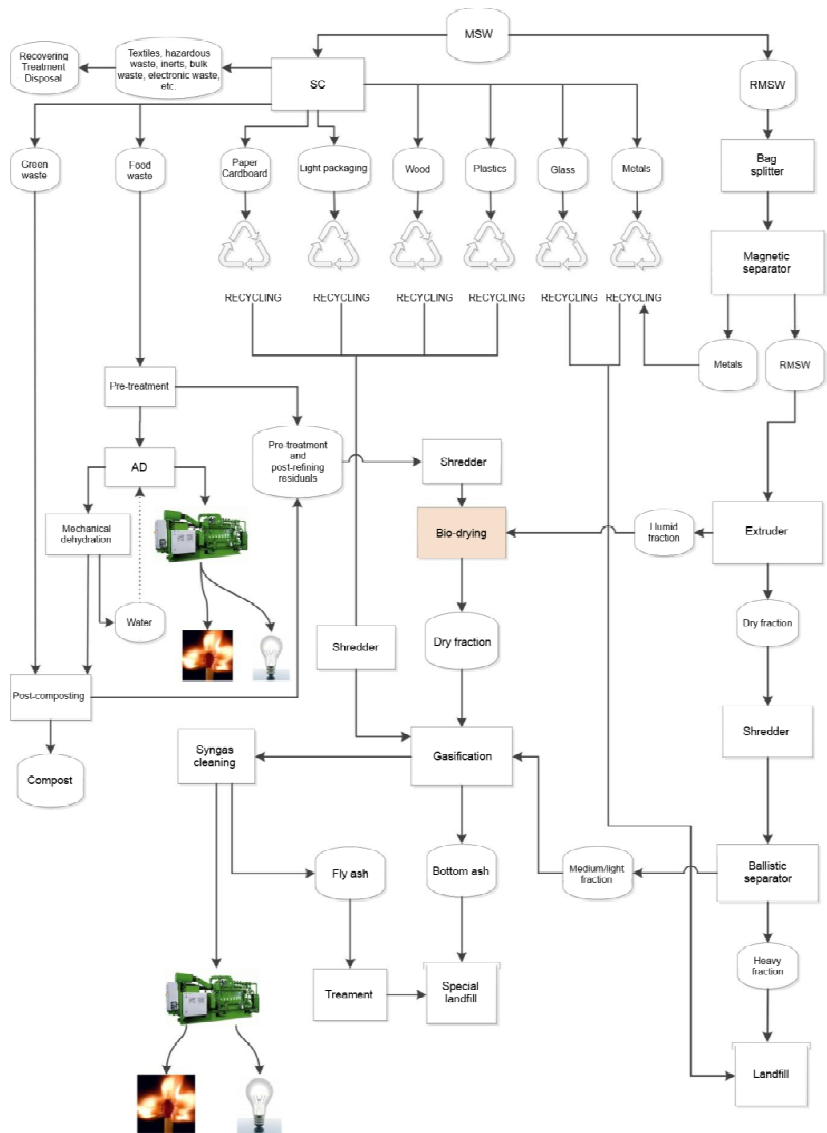 MSW
Textiles, hazardous
waste, inerts, bulk
waste, electronic waste,
etc.
Recovering
Treatment
Disposal
SC
RMSW
Green
waste
Food
waste
Paper
Cardboard
Light packaging
Wood
Plastics
Glass
Metals
Bag
splitter
Magnetic
separator
RECYCLING
RECYCLING
RECYCLING
RECYCLING
RECYCLING
RECYCLING
Metals
RMSW
Pre-treatment
Pre-treatment
and
post-refining
residuals
Shredder
AD
Mechanical
dehydration
Bio-drying
Humid
fraction
Extruder
Water
Dry fraction
Dry fraction
Shredder
Post-composting
Shredder
Compost
Syngas
cleaning
Gasification
Fly ash
Bottom ash
Medium/light
fraction
Ballistic
separator
Heavy
fraction
Treament
Special
landfill
Landfill